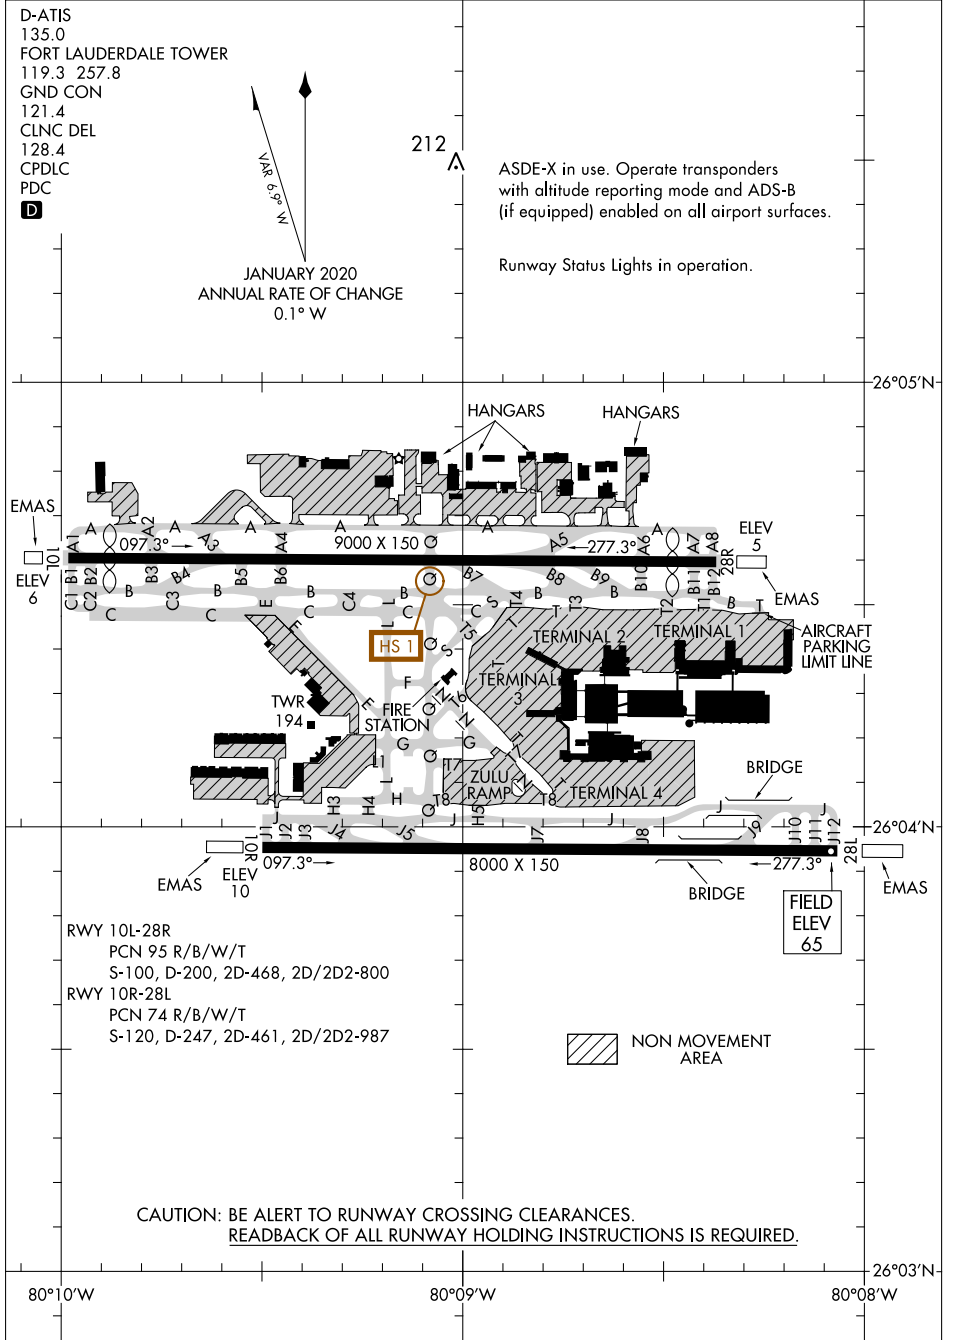 D-ATIS
135.0
FORT LAUDERDALE TOWER
119.3 257.8
GND CON
121.4
CLNC DEL
128.4
CPDLC
PDC
D
VAR 6.9° W
JANUARY 2020
ANNUAL RATE OF CHANGE
0.1° W
212
ASDE-X in use. Operate transponders
with altitude reporting mode and ADS-B
(if equipped) enabled on all airport surfaces.
Runway Status Lights in operation.
26°05'N
HANGARS
HANGARS
EMAS
A A2 A A A Q A A5 A6 A7 A8
A1 A3 A4
ELEV
5
10L
097.3°
9000 X 150
277.3°
28R
ELEV
6
B1 B2 B3 B4 B5 B6 Q B7 B8 B9 B10 B11 B12
EMAS
C1 C2 B C3 B E B C4 L B S T4 T T3 B T2 T1 B T
C C C C C
HS 1
L Q T5 T
E S
TERMINAL 2
TERMINAL 1
AIRCRAFT
PARKING
LIMIT LINE
T
TERMINAL
3
F
TWR
194
E
FIRE
STATION
Q N T6
N
G G
T
L1 Q T7 N
ZULU
RAMP
T
TERMINAL 4
BRIDGE
L H T8 T8
H3 H4 Q H5
J J J J J
26°04'N
J1 J2 J3 J4 J5 J7 J8 J9 J10 J11 J12
10R
097.3°
8000 X 150
277.3°
28L
EMAS
ELEV
10
BRIDGE
EMAS
FIELD
ELEV
65
RWY 10L-28R
PCN 95 R/B/W/T
S-100, D-200, 2D-468, 2D/2D2-800
RWY 10R-28L
PCN 74 R/B/W/T
S-120, D-247, 2D-461, 2D/2D2-987
NON MOVEMENT
AREA
CAUTION: BE ALERT TO RUNWAY CROSSING CLEARANCES.
READBACK OF ALL RUNWAY HOLDING INSTRUCTIONS IS REQUIRED.
26°03'N
80°10'W
80°09'W
80°08'W